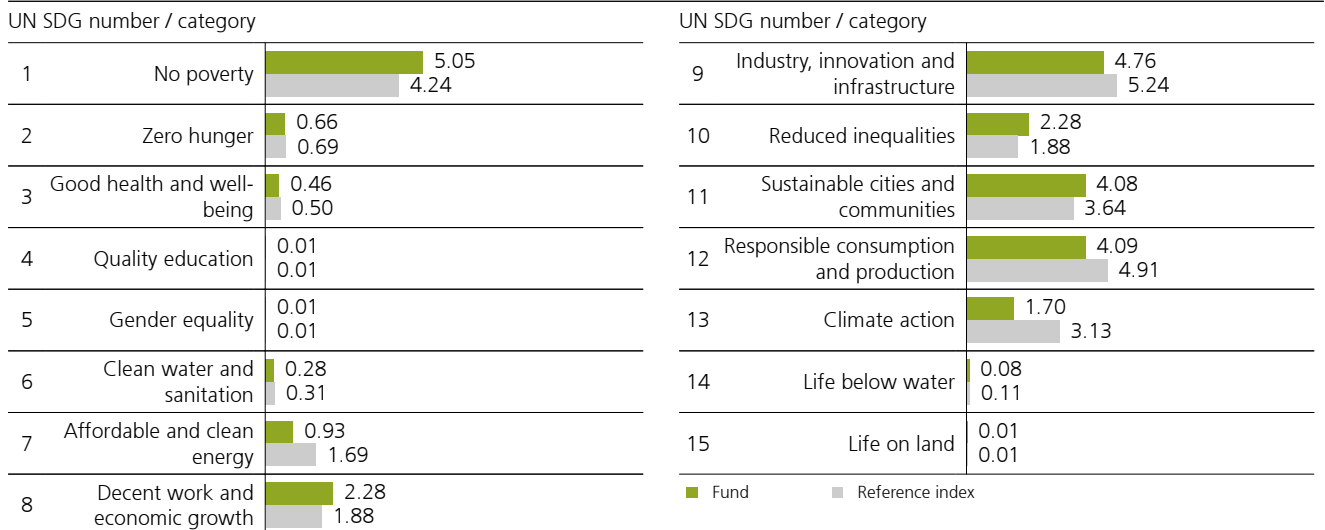 UN SDG number / category
1 No poverty 5.05
4.24
2 Zero hunger 0.66
0.69
3 Good health and well-
being 0.46
0.50
4 Quality education 0.01
0.01
5 Gender equality 0.01
0.01
6 Clean water and
sanitation 0.28
0.31
7 Affordable and clean
energy 0.93
1.69
8 Decent work and
economic growth 2.28
1.88
UN SDG number / category
9 Industry, innovation and
infrastructure 4.76
5.24
10 Reduced inequalities 2.28
1.88
11 Sustainable cities and
communities 4.08
3.64
12 Responsible consumption
and production 4.09
4.91
13 Climate action 1.70
3.13
14 Life below water 0.08
0.11
15 Life on land 0.01
0.01
Fund Reference index